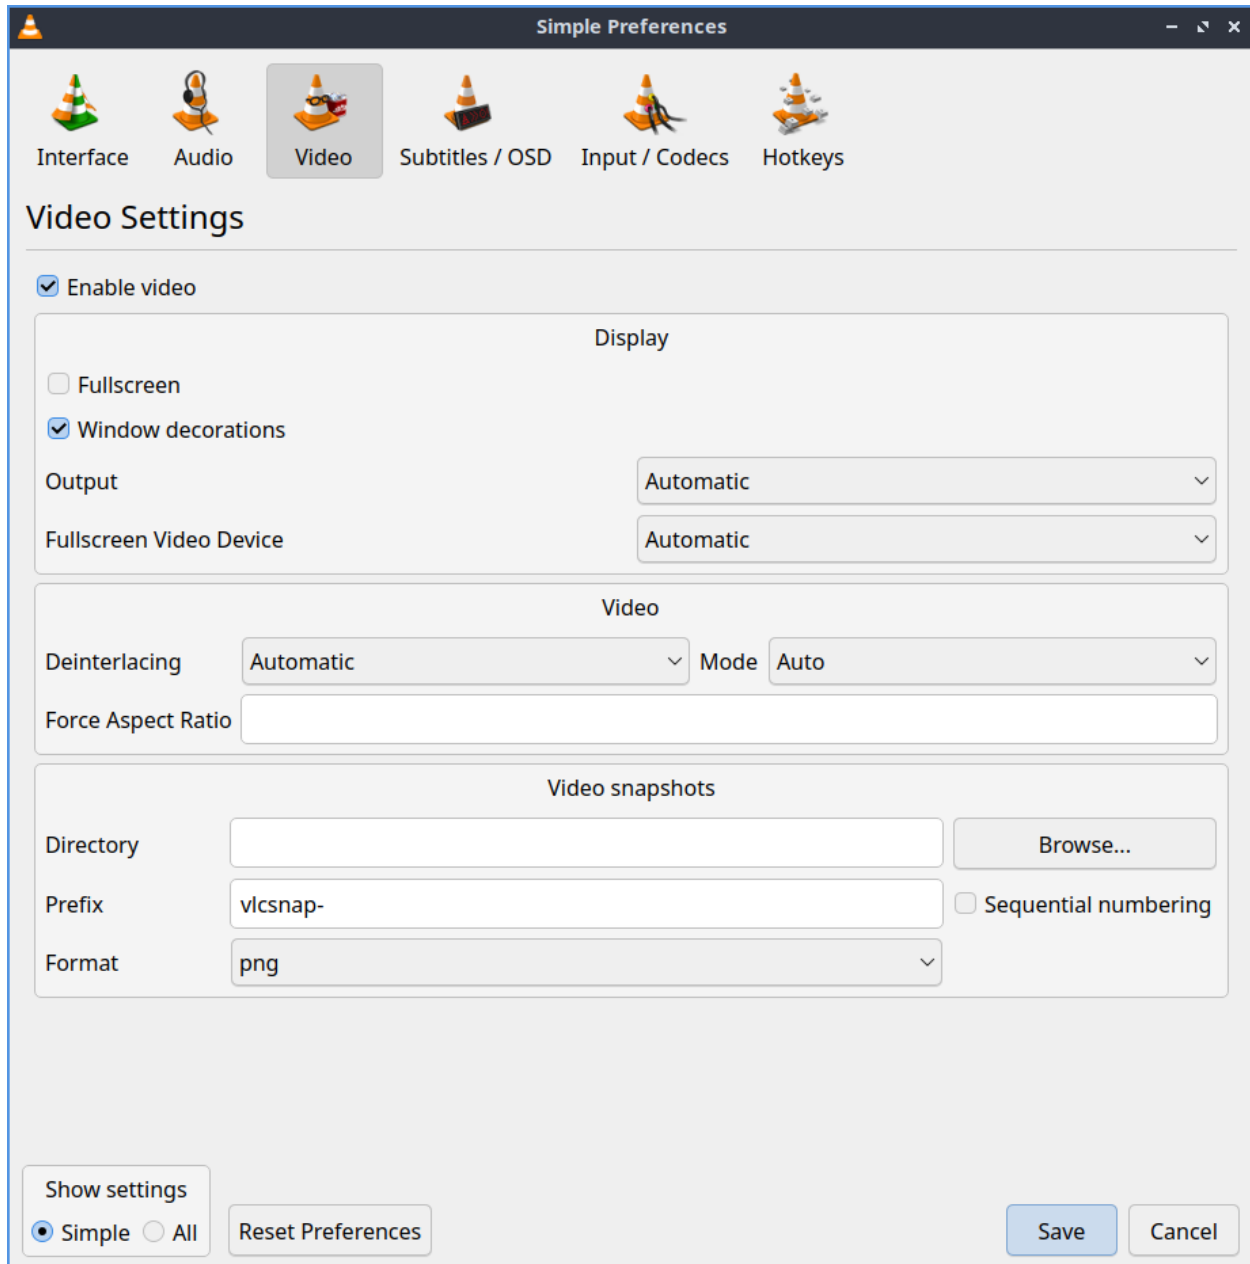 Simple Preferences
Interface Audio Video Subtitles / OSD Input / Codecs Hotkeys
Video Settings
Enable video
Display
Fullscreen
Window decorations
Output Automatic
Fullscreen Video Device Automatic
Video
Deinterlacing Automatic Mode Auto
Force Aspect Ratio
Video snapshots
Directory Browse...
Prefix vlcsnap- Sequential numbering
Format png
Show settings
Simple All Reset Preferences Save Cancel